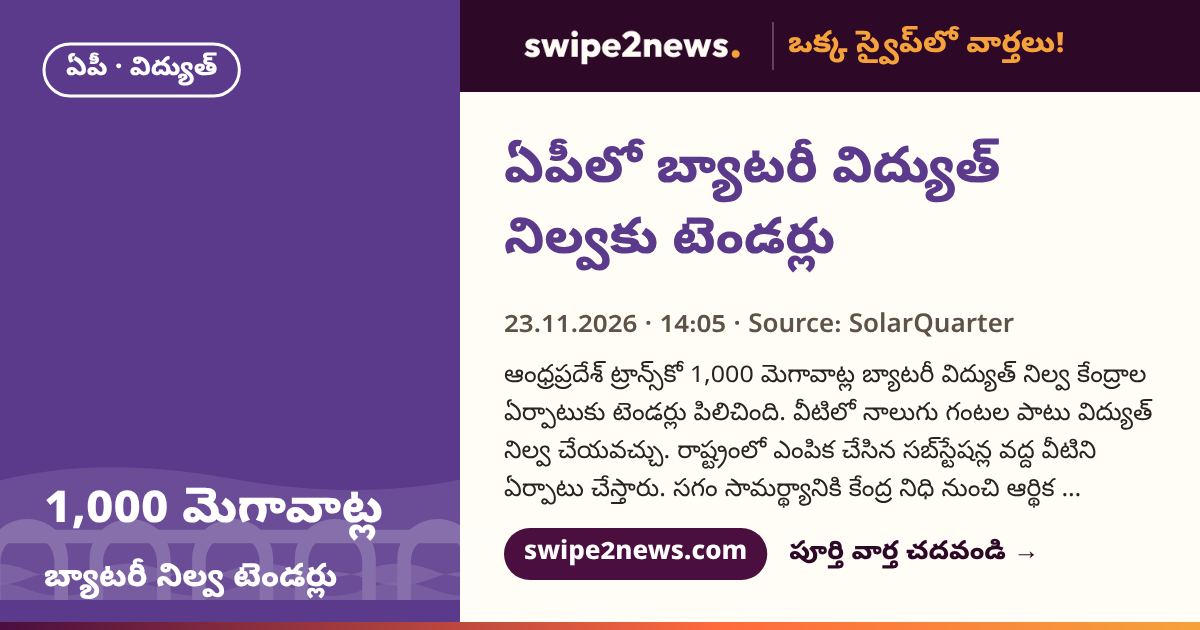 ఏపీ · విద్యుత్
1,000 మెగావాట్ల
బ్యాటరీ నిల్వ టెండర్లు
swipe2news. ఒక్క స్వైప్‌లో వార్తలు!
ఏపీలో బ్యాటరీ విద్యుత్
నిల్వకు టెండర్లు
23.11.2026 · 14:05 · Source: SolarQuarter
ఆంధ్రప్రదేశ్ ట్రాన్స్‌కో 1,000 మెగావాట్ల బ్యాటరీ విద్యుత్ నిల్వ కేంద్రాల
ఏర్పాటుకు టెండర్లు పిలిచింది. వీటిలో నాలుగు గంటల పాటు విద్యుత్
నిల్వ చేయవచ్చు. రాష్ట్రంలో ఎంపిక చేసిన సబ్‌స్టేషన్ల వద్ద వీటిని
ఏర్పాటు చేస్తారు. సగం సామర్థ్యానికి కేంద్ర నిధి నుంచి ఆర్థిక ...
swipe2news.com పూర్తి వార్త చదవండి →